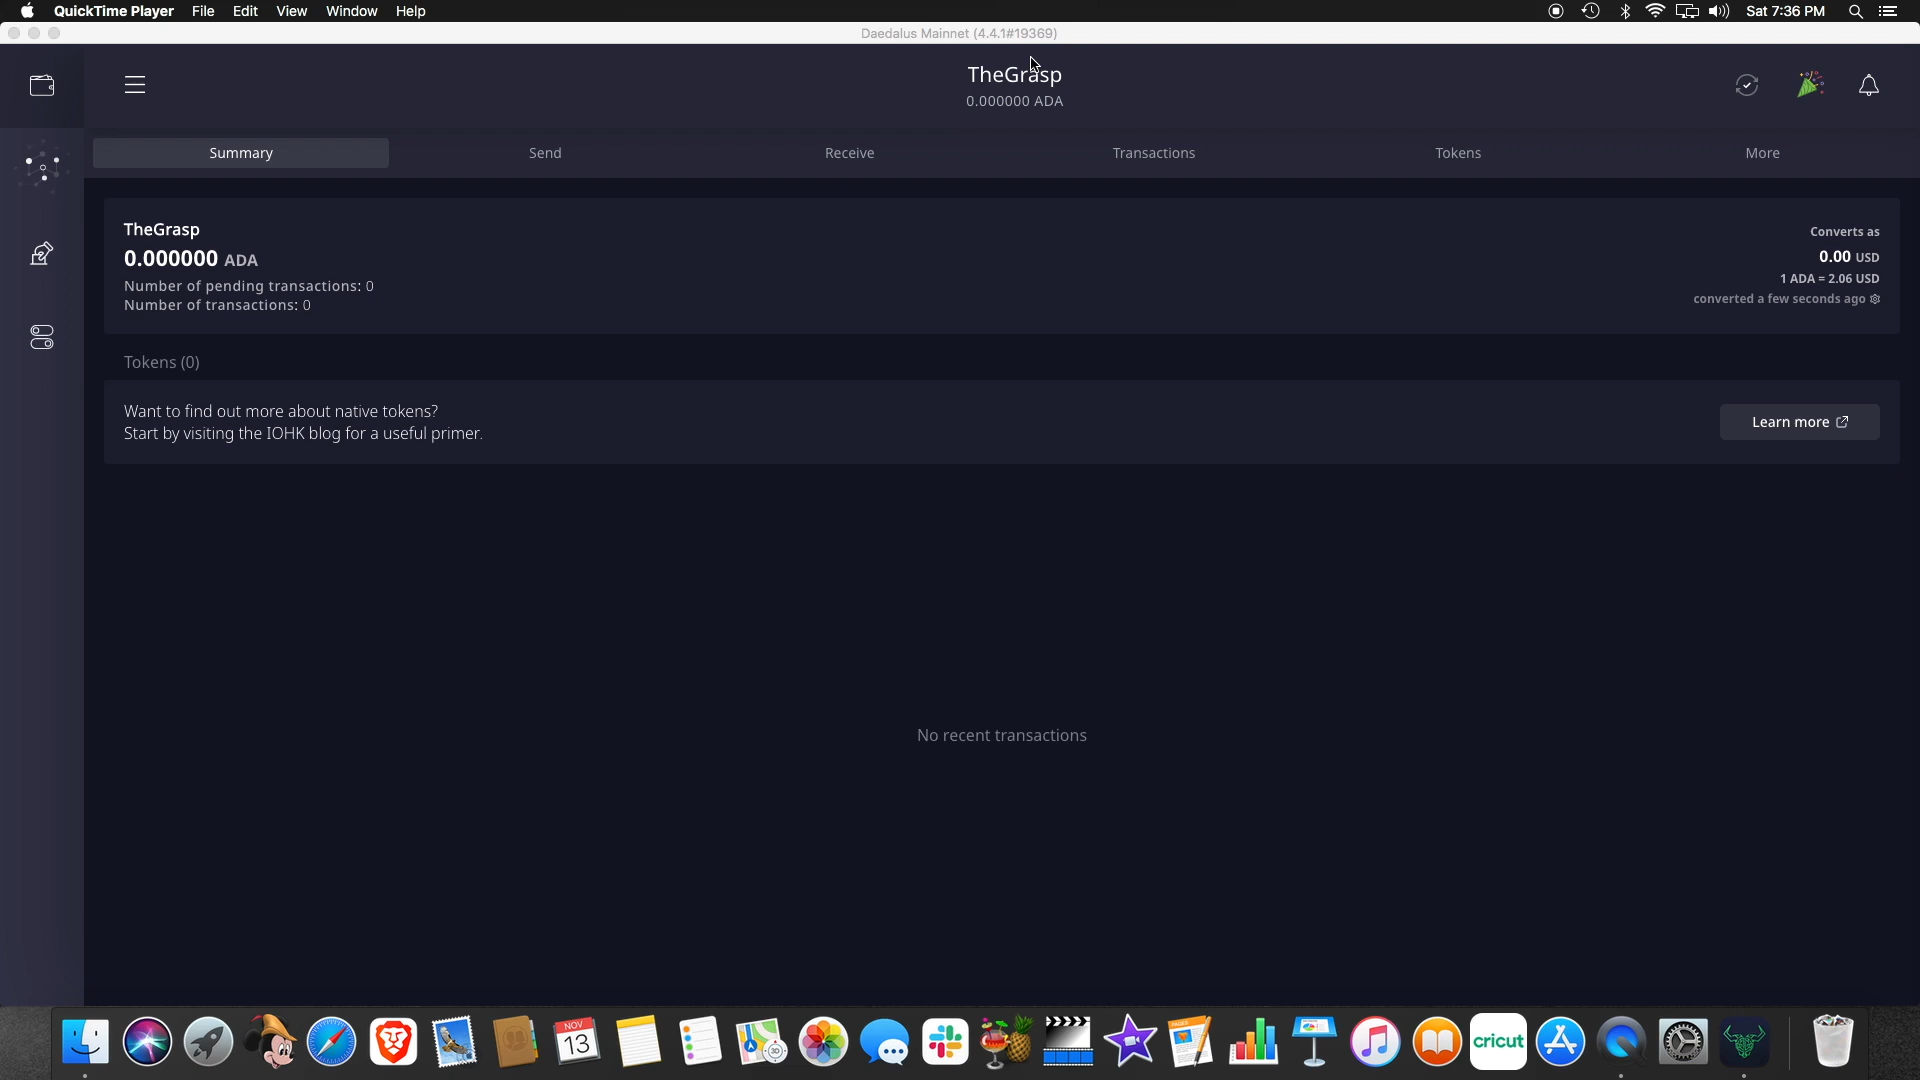 QuickTime Player File Edit View Window Help Sat 7:36 PM
Daedalus Mainnet (4.4.1#19369)
TheGrasp
0.000000 ADA
Summary Send Receive Transactions Tokens More
TheGrasp
0.000000 ADA
Number of pending transactions: 0
Number of transactions: 0
Converts as
0.00 USD
1 ADA = 2.06 USD
converted a few seconds ago
Tokens (0)
Want to find out more about native tokens?
Start by visiting the IOHK blog for a useful primer.
Learn more
No recent transactions
NOV
13
3D
PAGES
cricut